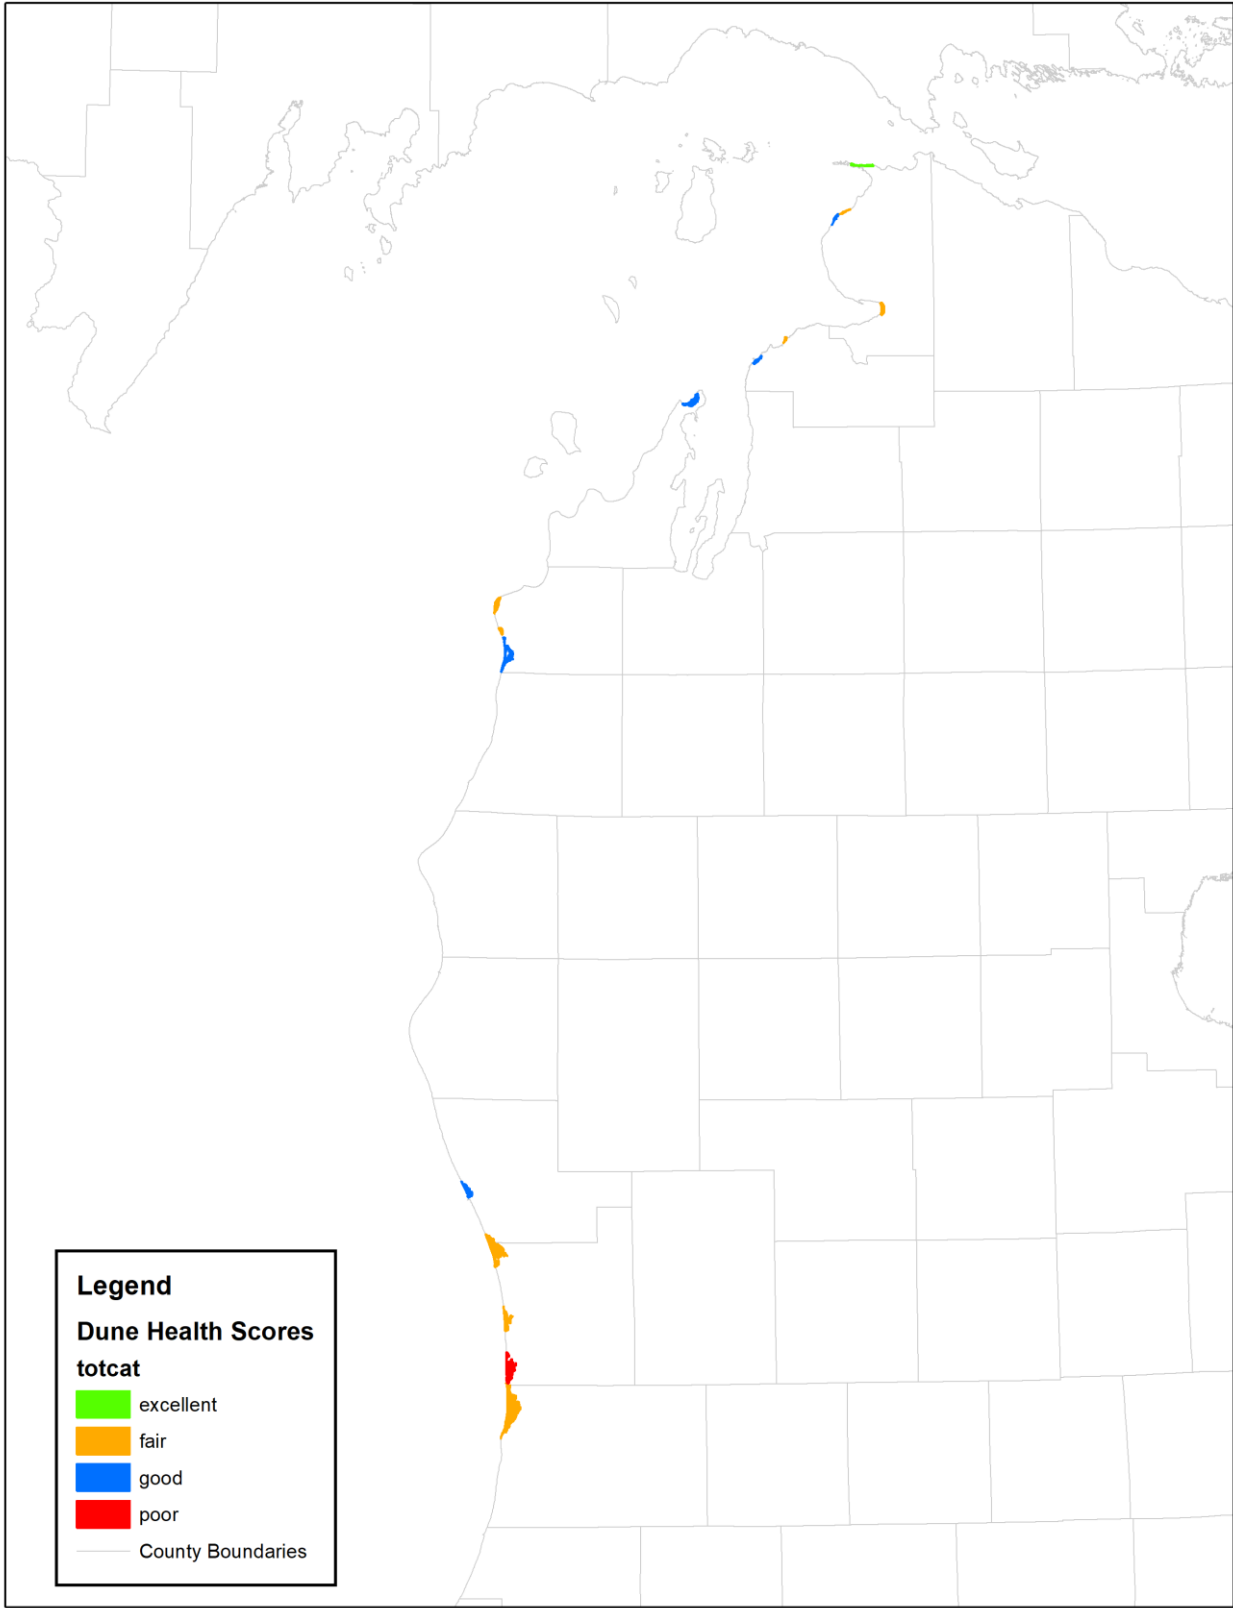 Legend
Dune Health Scores
totcat
excellent
fair
good
poor
County Boundaries